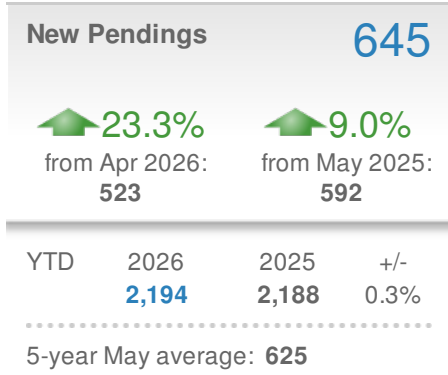 New Pendings 645
23.3% 9.0%
from Apr 2026: from May 2025:
523 592
YTD 2026 2025 +/-
2,194 2,188 0.3%
5-year May average: 625